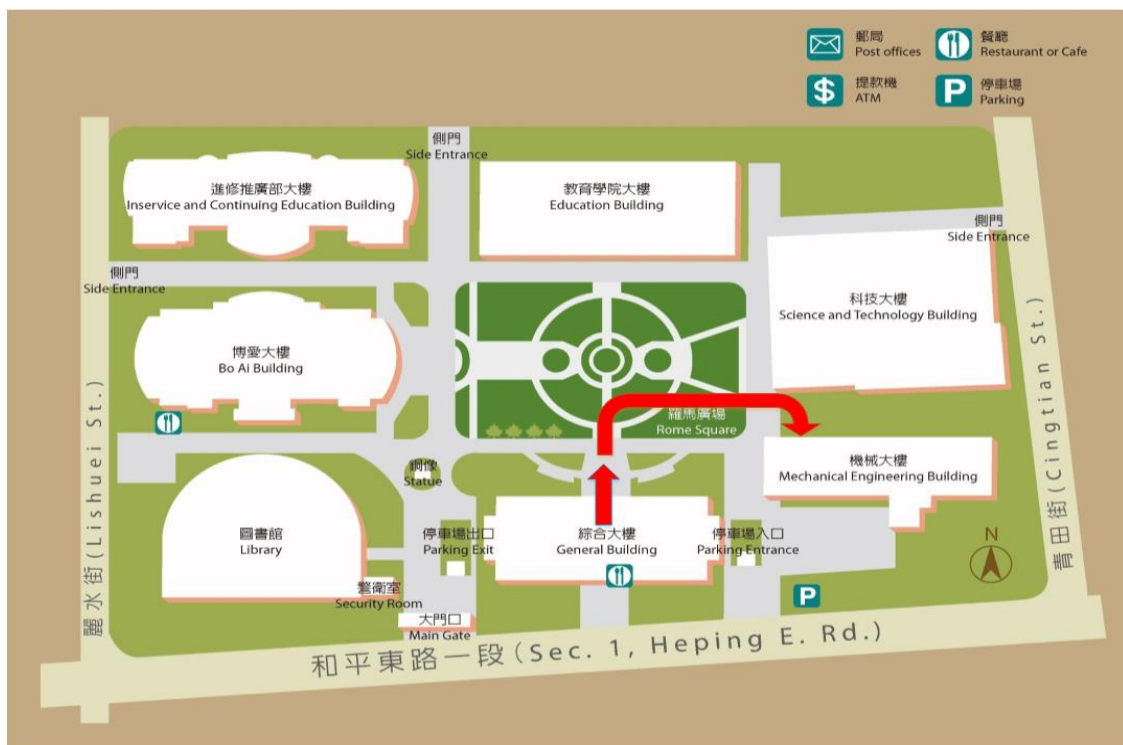 郵局
Post offices
餐廳
Restaurant or Cafe
提款機
ATM
停車場
Parking
側門
Side Entrance
進修推廣部大樓
Inservice and Continuing Education Building
教育學院大樓
Education Building
側門
Side Entrance
側門
Side Entrance
科技大樓
Science and Technology Building
博愛大樓
Bo Ai Building
羅馬廣場
Rome Square
銅像
Statue
機械大樓
Mechanical Engineering Building
圖書館
Library
停車場出口
Parking Exit
綜合大樓
General Building
停車場入口
Parking Entrance
警衛室
Security Room
大門口
Main Gate
N
P
麗水街(Lishuei St.)
青田街(Cingtian St.)
和平東路一段(Sec. 1, Heping E. Rd.)